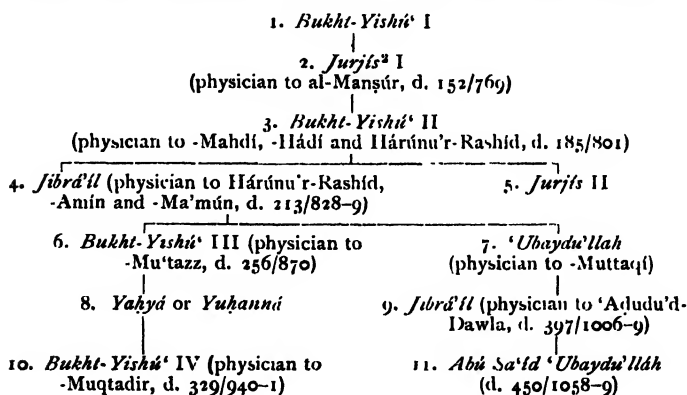 1. Bukht-Yishú‘ I
2. Jurjís² I
(physician to al-Manṣúr, d. 152/769)
3. Bukht-Yishú‘ II
(physician to -Mahdí, -Hádí and Hárúnu'r-Rashíd, d. 185/801)
4. Jibrá'íl (physician to Hárúnu'r-Rashíd, 5. Jurjís II
-Amín and -Ma'mún, d. 213/828-9)
6. Bukht-Yishú‘ III (physician to 7. ‘Ubaydu'llah
-Mu‘tazz, d. 256/870) (physician to -Muttaqí)
8. Yaḥyá or Yuḥanná 9. Jibrá'íl (physician to ‘Aḍudu'd-
Dawla, d. 397/1006-9)
10. Bukht-Yishú‘ IV (physician to 11. Abú Sa‘íd ‘Ubaydu'lláh
-Muqtadir, d. 329/940-1) (d. 450/1058-9)